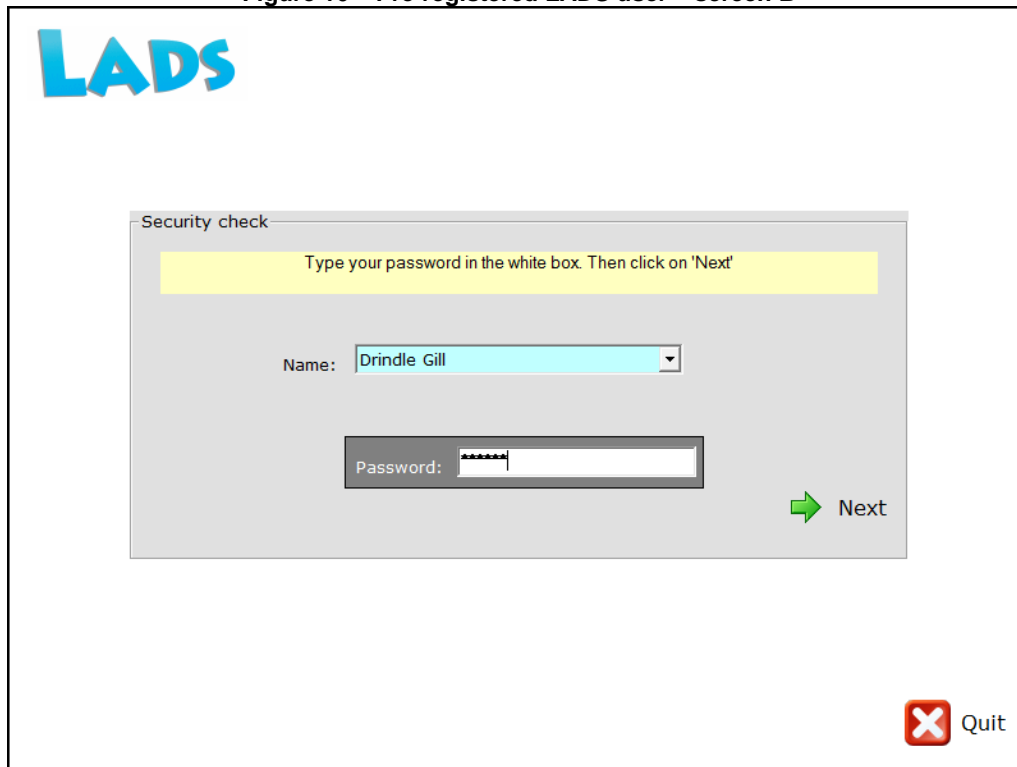 LADS
Security check
Type your password in the white box. Then click on 'Next'
Name: Drindle Gill
Password: ******
Next
Quit